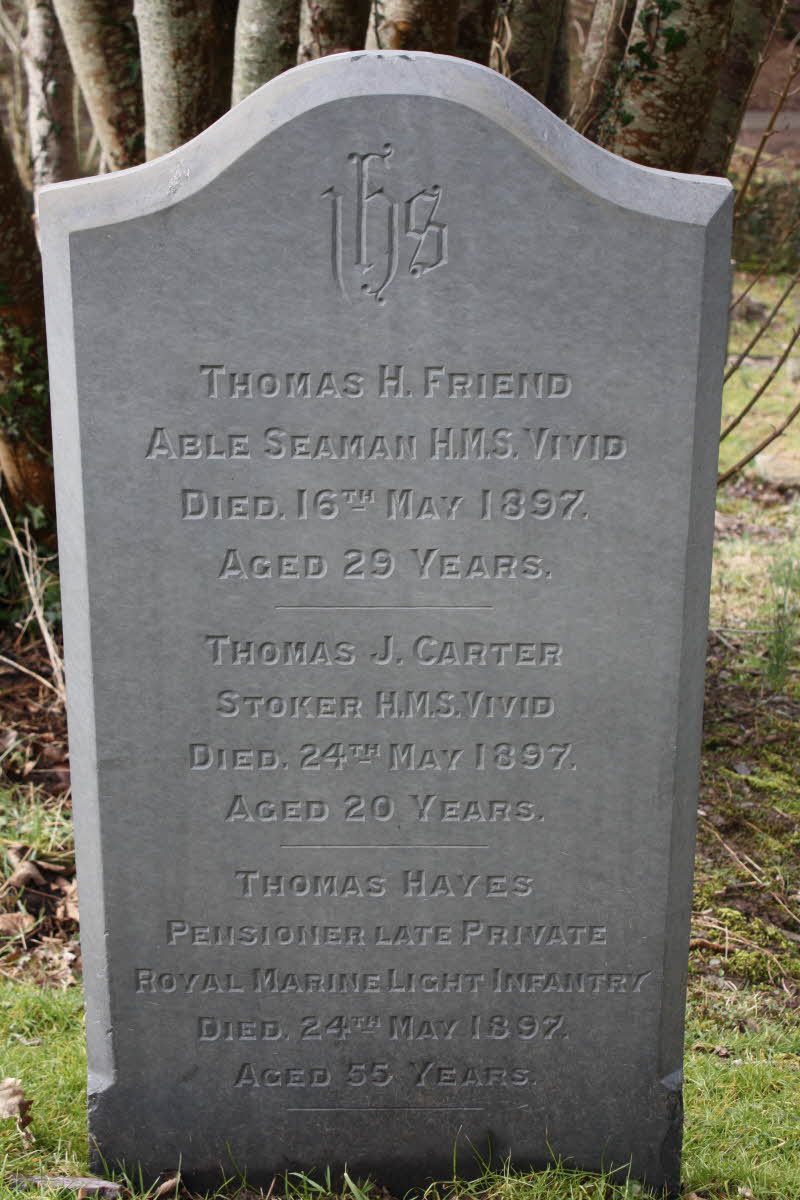 IHS
THOMAS H. FRIEND
ABLE SEAMAN H.M.S. VIVID
DIED. 16TH MAY 1897.
AGED 29 YEARS.
THOMAS J. CARTER
STOKER H.M.S. VIVID
DIED. 24TH MAY 1897.
AGED 20 YEARS.
THOMAS HAYES
PENSIONER LATE PRIVATE
ROYAL MARINE LIGHT INFANTRY
DIED. 24TH MAY 1897.
AGED 55 YEARS.